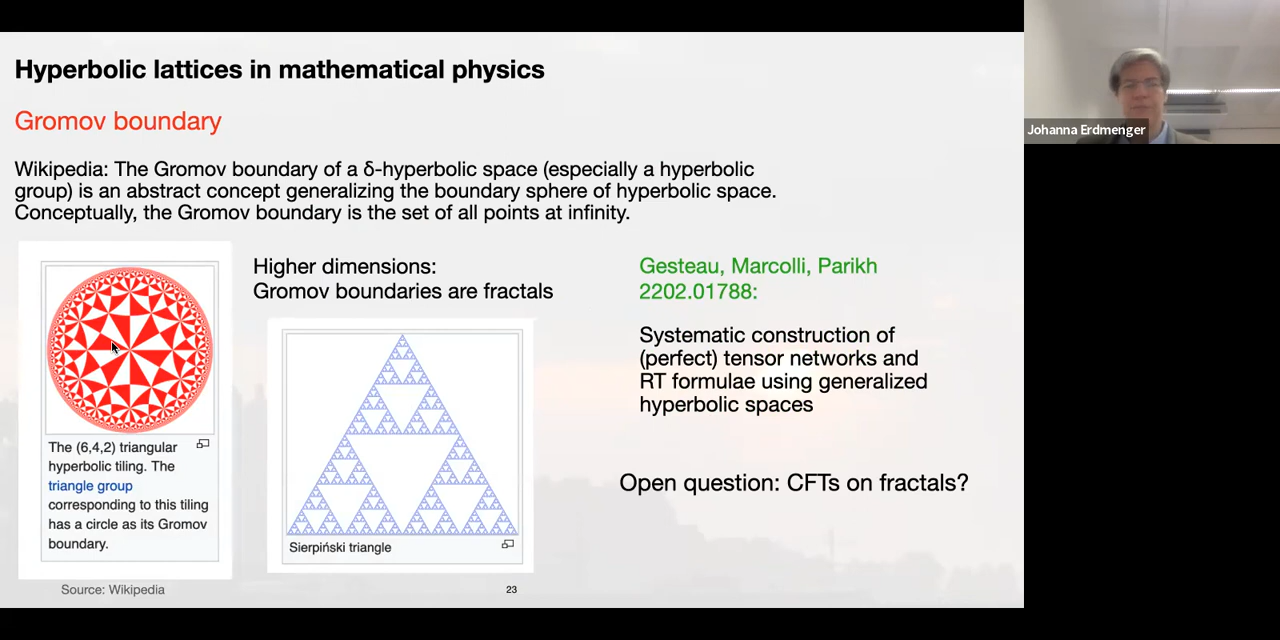 Hyperbolic lattices in mathematical physics
Gromov boundary
Wikipedia: The Gromov boundary of a δ-hyperbolic space (especially a hyperbolic
group) is an abstract concept generalizing the boundary sphere of hyperbolic space.
Conceptually, the Gromov boundary is the set of all points at infinity.
The (6,4,2) triangular
hyperbolic tiling. The
triangle group
corresponding to this tiling
has a circle as its Gromov
boundary.
Source: Wikipedia
Higher dimensions:
Gromov boundaries are fractals
Sierpiński triangle
Gesteau, Marcolli, Parikh
2202.01788:
Systematic construction of
(perfect) tensor networks and
RT formulae using generalized
hyperbolic spaces
Open question: CFTs on fractals?
23
Johanna Erdmenger